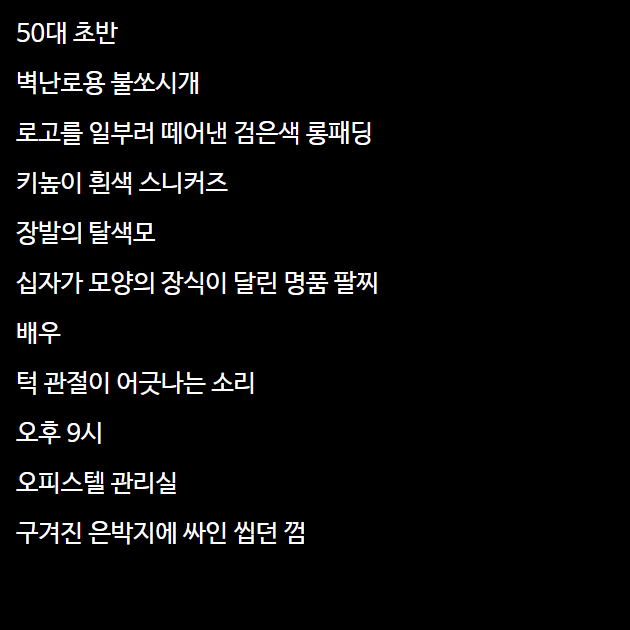 50대 초반
벽난로용 불쏘시개
로고를 일부러 떼어낸 검은색 롱패딩
키높이 흰색 스니커즈
장발의 탈색모
십자가 모양의 장식이 달린 명품 팔찌
배우
턱 관절이 어긋나는 소리
오후 9시
오피스텔 관리실
구겨진 은박지에 싸인 씹던 껌